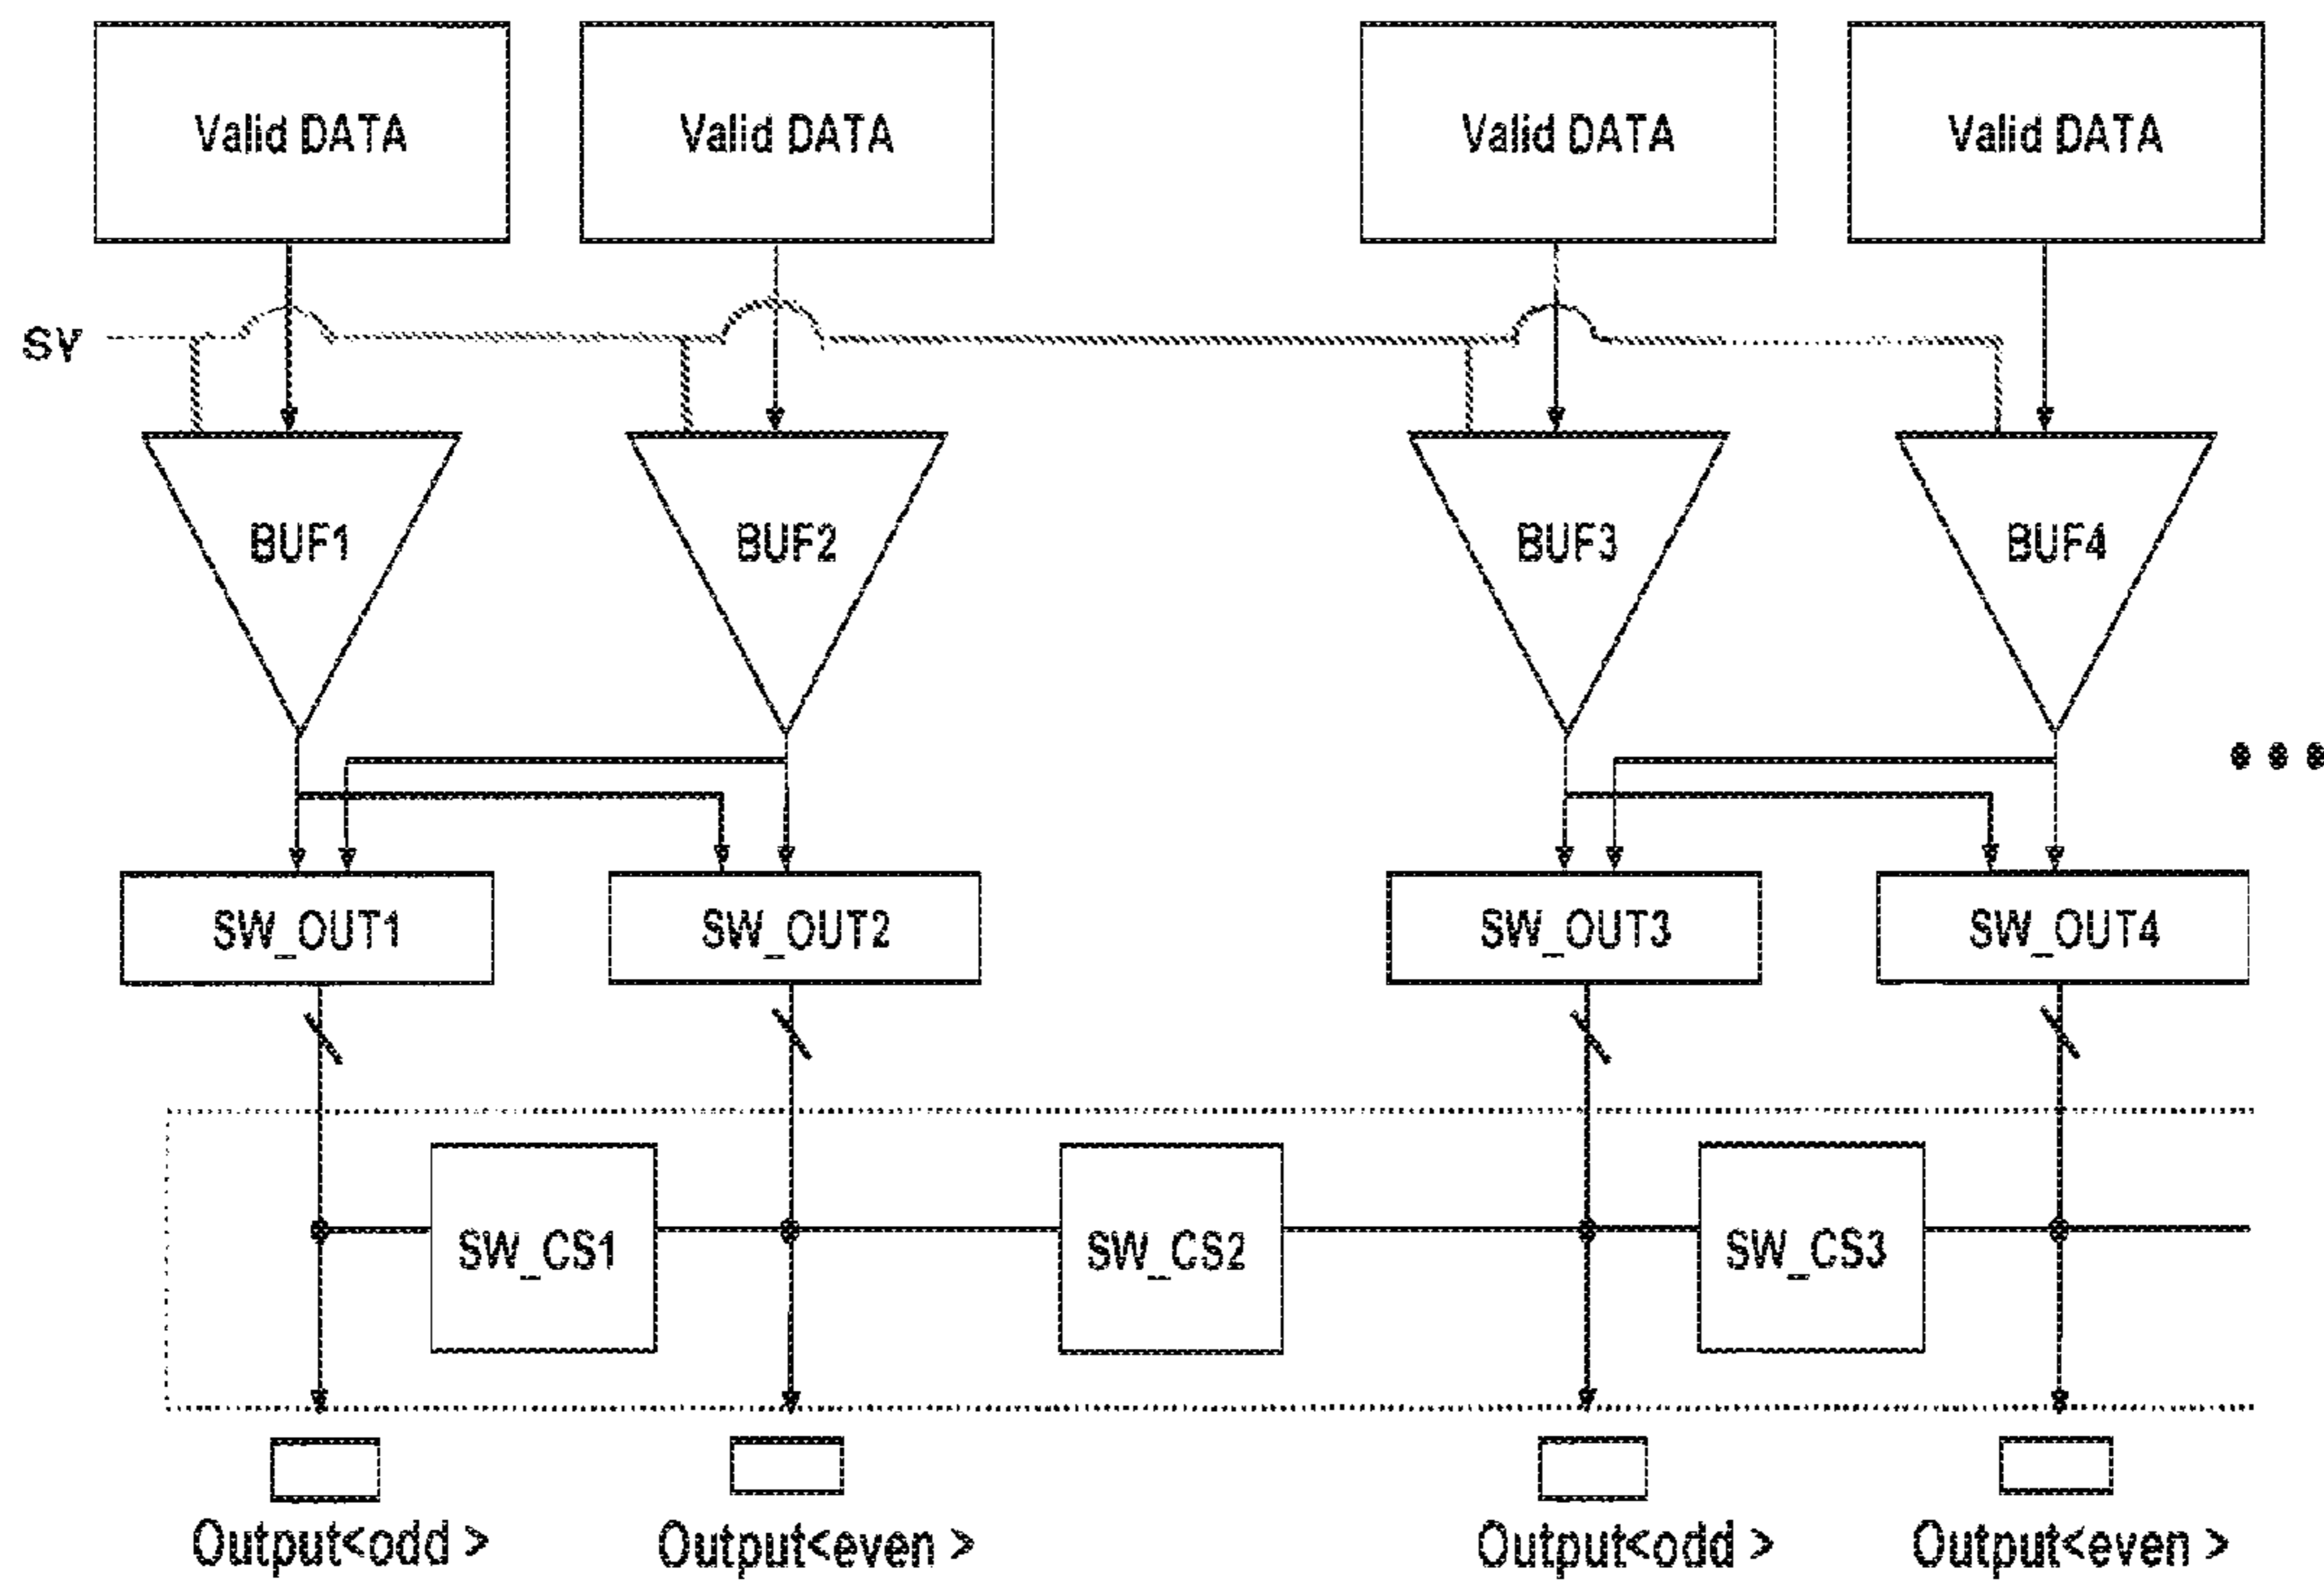 Valid DATA
Valid DATA
Valid DATA
Valid DATA
SV
BUF1
BUF2
BUF3
BUF4
SW_OUT1
SW_OUT2
SW_OUT3
SW_OUT4
SW_CS1
SW_CS2
SW_CS3
Output<odd >
Output<even >
Output<odd >
Output<even >